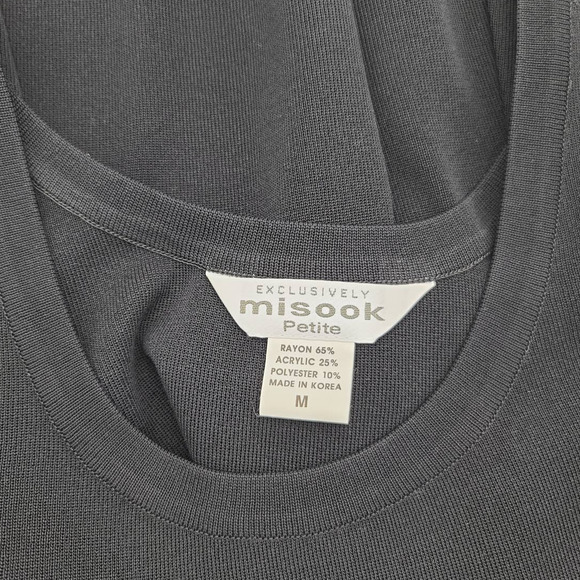 EXCLUSIVELY
misook
Petite
RAYON 65%
ACRYLIC 25%
POLYESTER 10%
MADE IN KOREA
M